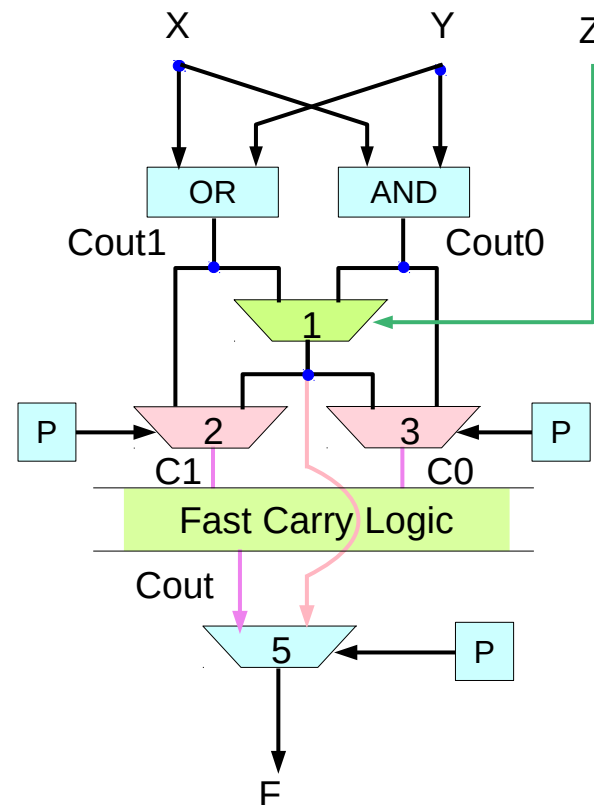 X Y Z
OR AND
Cout1 Cout0
1
P 2 3 P
C1 C0
Fast Carry Logic
Cout
5 P
F